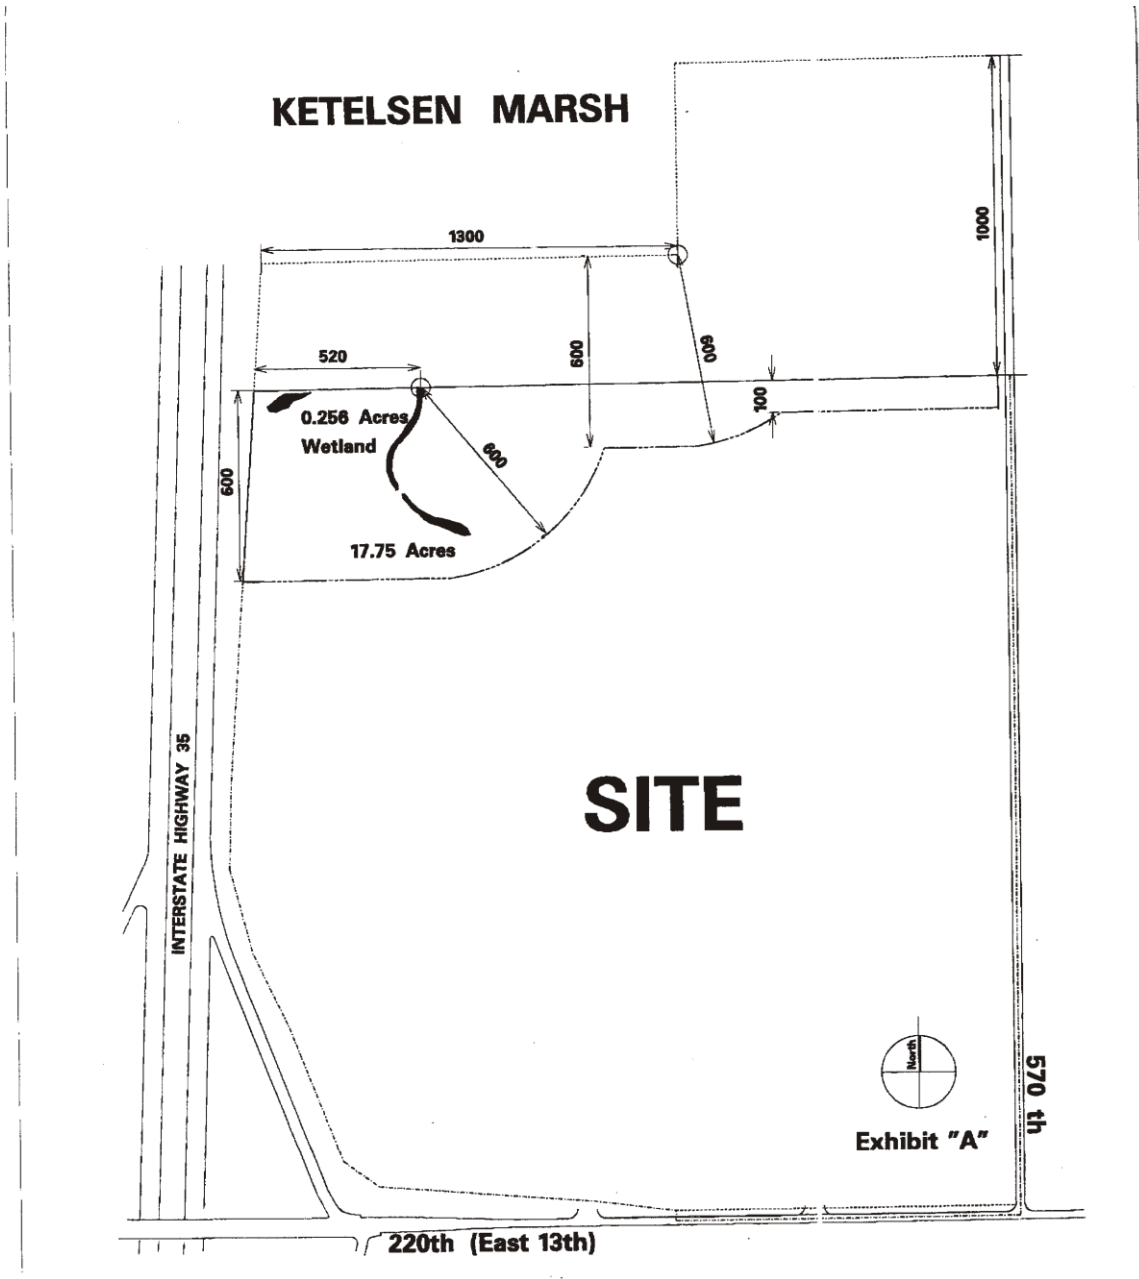 KETELSEN MARSH
1300
1000
520
600
600
100
0.256 Acres
Wetland
600
600
17.75 Acres
INTERSTATE HIGHWAY 35
SITE
North
570 th
Exhibit "A"
220th (East 13th)